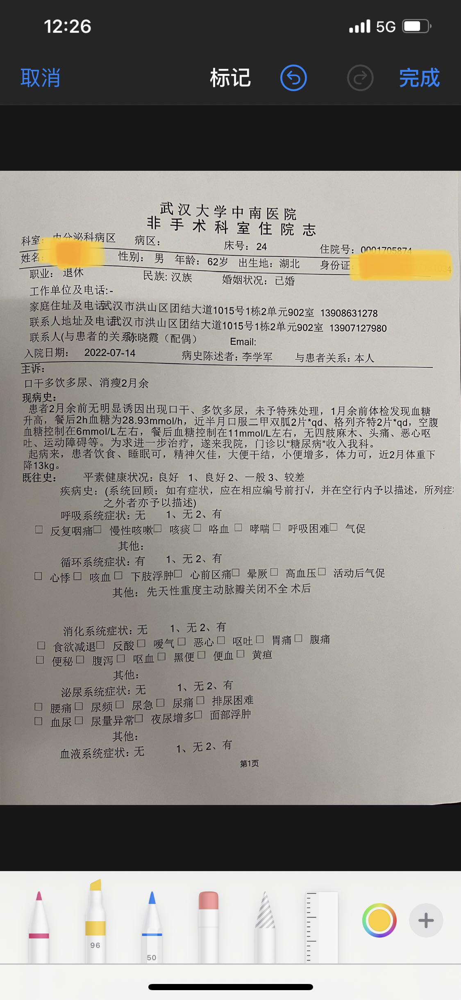 12:26
5G
取消
标记
完成
武汉大学中南医院
非手术科室住院志
科室：内分泌科病区 病区： 床号：24 住院号：0001705874
姓名： 性别：男 年龄：62岁 出生地：湖北 身份证：
职业：退休 民族：汉族 婚姻状况：已婚
工作单位及电话:-
家庭住址及电话武汉市洪山区团结大道1015号1栋2单元902室 13908631278
联系人地址及电话武汉市洪山区团结大道1015号1栋2单元902室 13907127980
联系人(与患者的关系)陈晓霞（配偶） Email:
入院日期： 2022-07-14 病史陈述者：李学军 与患者关系：本人
主诉：
口干多饮多尿、消瘦2月余
现病史：
患者2月余前无明显诱因出现口干、多饮多尿，未予特殊处理，1月余前体检发现血糖
升高，餐后2h血糖为28.93mmol/h，近半月口服二甲双胍2片*qd、格列齐特2片*qd，空腹
血糖控制在6mmol/L左右，餐后血糖控制在11mmol/L左右，无四肢麻木、头痛、恶心呕
吐、运动障碍等。为求进一步治疗，遂来我院，门诊以“糖尿病”收入我科。
起病来，患者饮食、睡眠可，精神欠佳，大便干结，小便增多，体力可，近2月体重下
降13kg。
既往史： 平素健康状况：良好 1、良好 2、一般 3、较差
疾病史：(系统回顾：如有症状，应在相应编号前打√，并在空行内予以描述，所列症
之外者亦予以描述)
呼吸系统症状：无 1、无 2、有
□ 反复咽痛□ 慢性咳嗽□ 咳痰□ 咯血□ 哮喘□ 呼吸困难□ 气促
其他：
循环系统症状：有 1、无 2、有
□ 心悸□ 咳血□ 下肢浮肿□ 心前区痛□ 晕厥□ 高血压□ 活动后气促
其他：先天性重度主动脉瓣关闭不全 术后
消化系统症状：无 1、无 2、有
□ 食欲减退□ 反酸□ 嗳气□ 恶心□ 呕吐□ 胃痛□ 腹痛
□ 便秘□ 腹泻□ 呕血□ 黑便□ 便血□ 黄疸
其他：
泌尿系统症状：无 1、无 2、有
□ 腰痛□ 尿频□ 尿急□ 尿痛□ 排尿困难
□ 血尿□ 尿量异常□ 夜尿增多□ 面部浮肿
其他：
血液系统症状：无 1、无 2、有
第1页
96
50